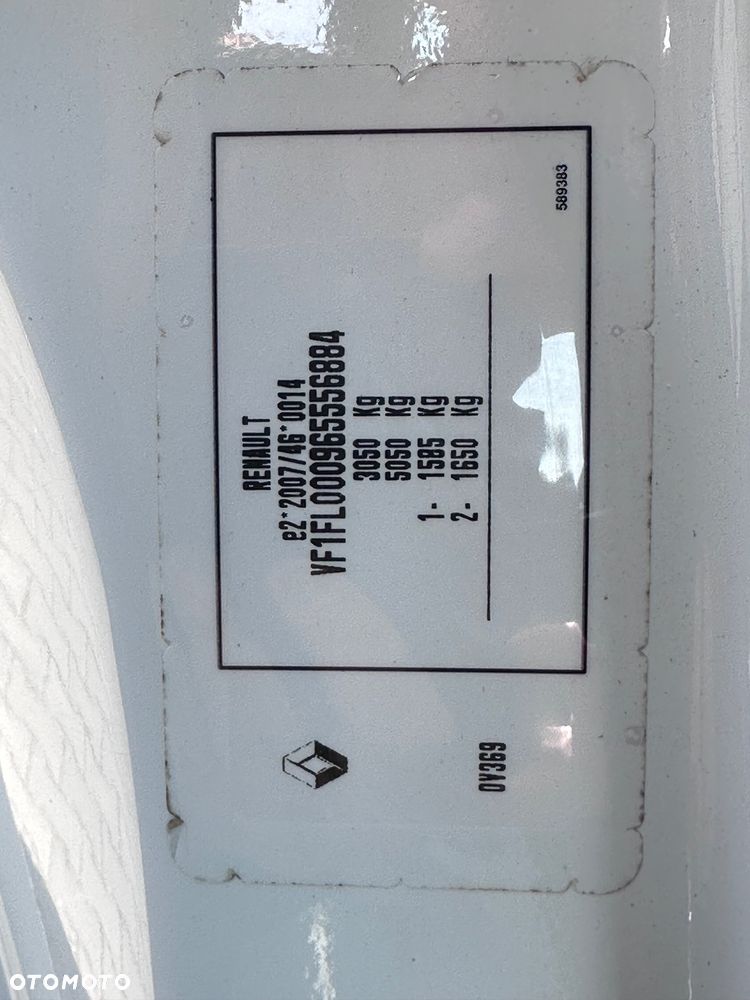 RENAULT
e2*2007/46*0014
VF1FL000965556884
3050 Kg
5050 Kg
1- 1585 Kg
2- 1650 Kg
589383
0V369
OTOMOTO